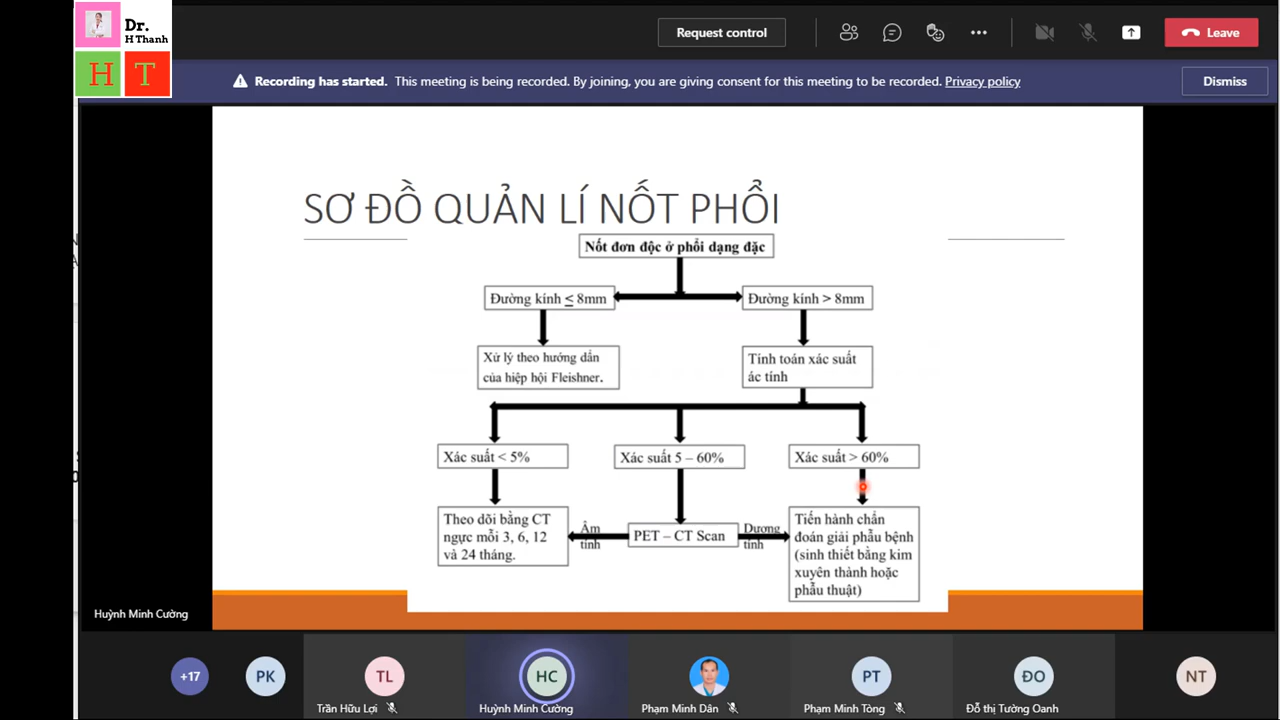 Dr.
H Thanh
H T
Request control
Leave
Recording has started. This meeting is being recorded. By joining, you are giving consent for this meeting to be recorded. Privacy policy
Dismiss
SƠ ĐỒ QUẢN LÍ NỐT PHỔI
Nốt đơn độc ở phổi dạng đặc
Đường kính ≤ 8mm
Đường kính > 8mm
Xử lý theo hướng dẫn
của hiệp hội Fleishner.
Tính toán xác suất
ác tính
Xác suất < 5%
Xác suất 5 – 60%
Xác suất > 60%
Theo dõi bằng CT
ngực mỗi 3, 6, 12
và 24 tháng.
Âm
tính
PET – CT Scan
Dương
tính
Tiến hành chẩn
đoán giải phẫu bệnh
(sinh thiết bằng kim
xuyên thành hoặc
phẫu thuật)
Huỳnh Minh Cường
+17
PK
TL
Trần Hữu Lợi
HC
Huỳnh Minh Cường
Phạm Minh Dân
PT
Phạm Minh Tòng
ĐO
Đỗ thị Tường Oanh
NT